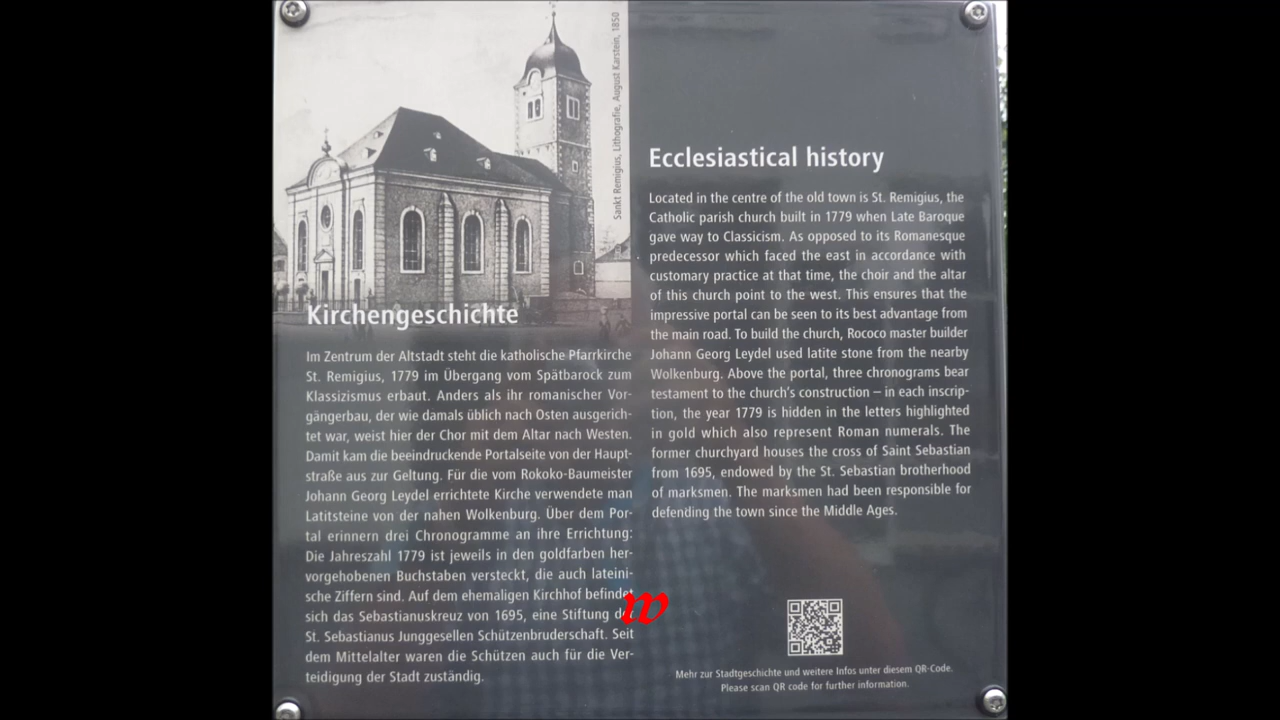 Sankt Remigius, Lithografie, August Karstein, 1850
Kirchengeschichte
Im Zentrum der Altstadt steht die katholische Pfarrkirche
St. Remigius, 1779 im Übergang vom Spätbarock zum
Klassizismus erbaut. Anders als ihr romanischer Vor-
gängerbau, der wie damals üblich nach Osten ausgerich-
tet war, weist hier der Chor mit dem Altar nach Westen.
Damit kam die beeindruckende Portalseite von der Haupt-
straße aus zur Geltung. Für die vom Rokoko-Baumeister
Johann Georg Leydel errichtete Kirche verwendete man
Latitsteine von der nahen Wolkenburg. Über dem Por-
tal erinnern drei Chronogramme an ihre Errichtung:
Die Jahreszahl 1779 ist jeweils in den goldfarben her-
vorgehobenen Buchstaben versteckt, die auch lateini-
sche Ziffern sind. Auf dem ehemaligen Kirchhof befindet
sich das Sebastianuskreuz von 1695, eine Stiftung der
St. Sebastianus Junggesellen Schützenbruderschaft. Seit
dem Mittelalter waren die Schützen auch für die Ver-
teidigung der Stadt zuständig.
w
Ecclesiastical history
Located in the centre of the old town is St. Remigius, the
Catholic parish church built in 1779 when Late Baroque
gave way to Classicism. As opposed to its Romanesque
predecessor which faced the east in accordance with
customary practice at that time, the choir and the altar
of this church point to the west. This ensures that the
impressive portal can be seen to its best advantage from
the main road. To build the church, Rococo master builder
Johann Georg Leydel used latite stone from the nearby
Wolkenburg. Above the portal, three chronograms bear
testament to the church's construction – in each inscrip-
tion, the year 1779 is hidden in the letters highlighted
in gold which also represent Roman numerals. The
former churchyard houses the cross of Saint Sebastian
from 1695, endowed by the St. Sebastian brotherhood
of marksmen. The marksmen had been responsible for
defending the town since the Middle Ages.
Mehr zur Stadtgeschichte und weitere Infos unter diesem QR-Code.
Please scan QR code for further information.